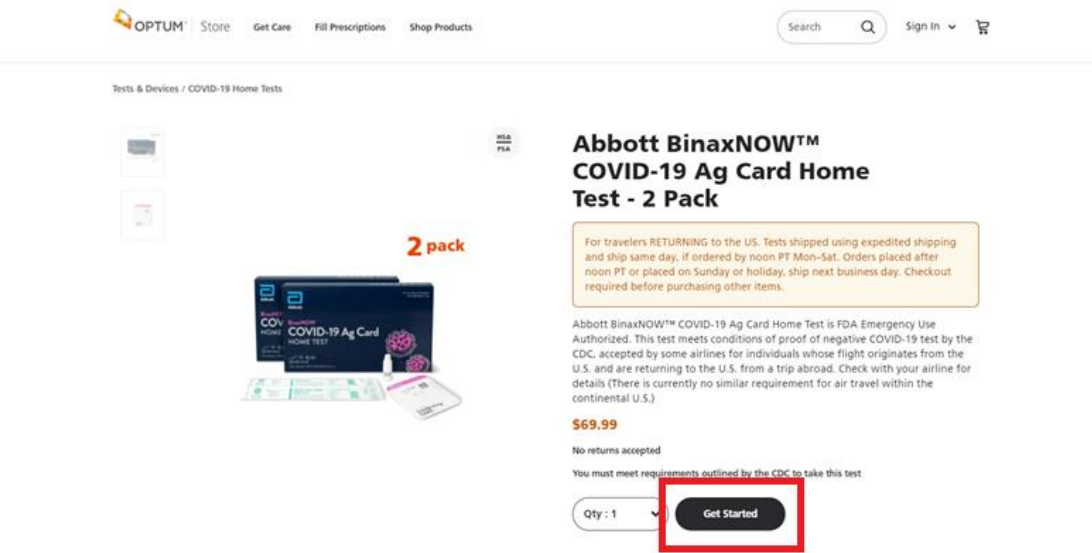 OPTUM Store
Get Care
Fill Prescriptions
Shop Products
Search
Sign In
Tests & Devices / COVID-19 Home Tests
HSA
FSA
2 pack
COVID-19 Ag Card
HOME TEST
Abbott BinaxNOW™
COVID-19 Ag Card Home
Test - 2 Pack
For travelers RETURNING to the US. Tests shipped using expedited shipping
and ship same day, if ordered by noon PT Mon–Sat. Orders placed after
noon PT or placed on Sunday or holiday, ship next business day. Checkout
required before purchasing other items.
Abbott BinaxNOW™ COVID-19 Ag Card Home Test is FDA Emergency Use
Authorized. This test meets conditions of proof of negative COVID-19 test by the
CDC, accepted by some airlines for individuals whose flight originates from the
U.S. and are returning to the U.S. from a trip abroad. Check with your airline for
details (There is currently no similar requirement for air travel within the
continental U.S.)
$69.99
No returns accepted
You must meet requirements outlined by the CDC to take this test
Qty : 1
Get Started